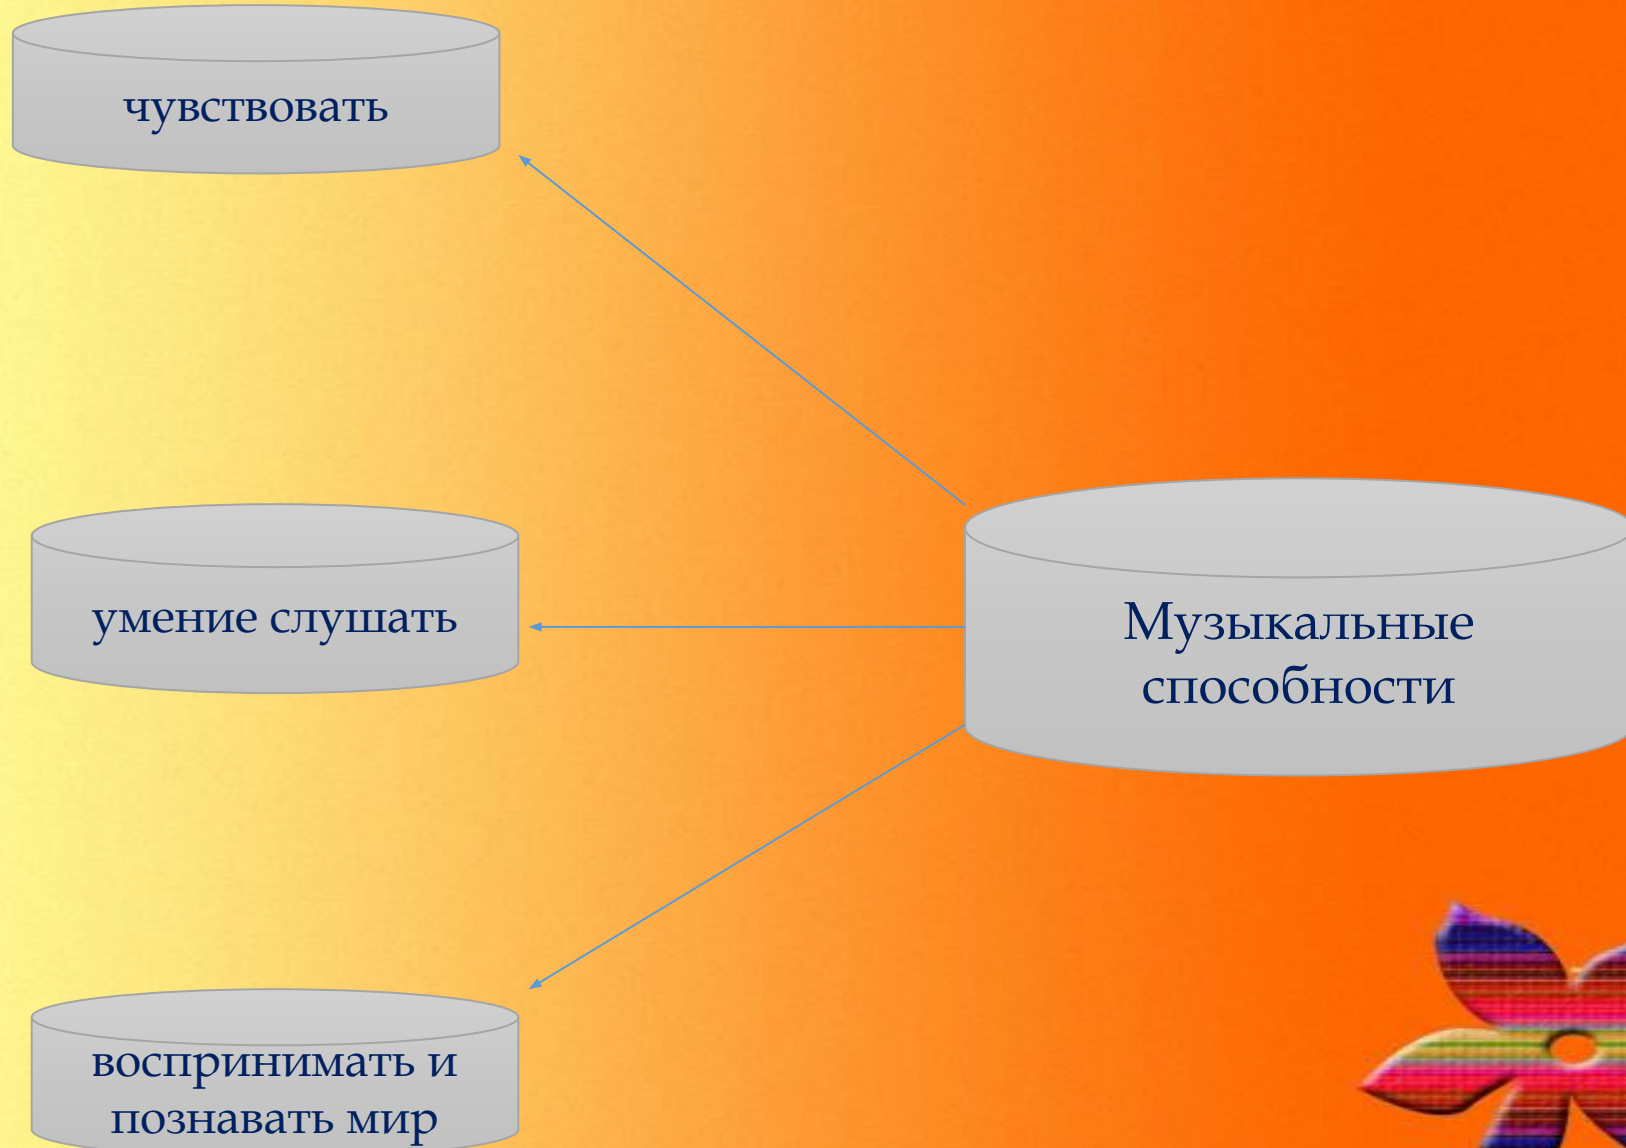 чувствовать
умение слушать
Музыкальные
способности
воспринимать и
познавать мир